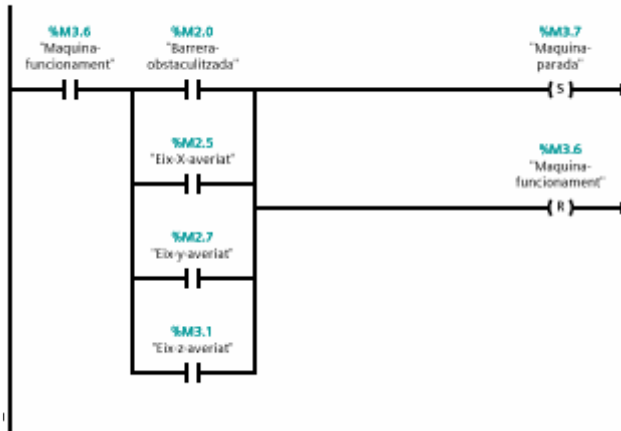 %M3.6
"Maquina-
funcionament"
%M2.0
"Barrera-
obstaculitzada"
%M3.7
"Maquina-
parada"
S
%M2.5
"Eix-X-averiat"
%M3.6
"Maquina-
funcionament"
R
%M2.7
"Eix-y-averiat"
%M3.1
"Eix-z-averiat"